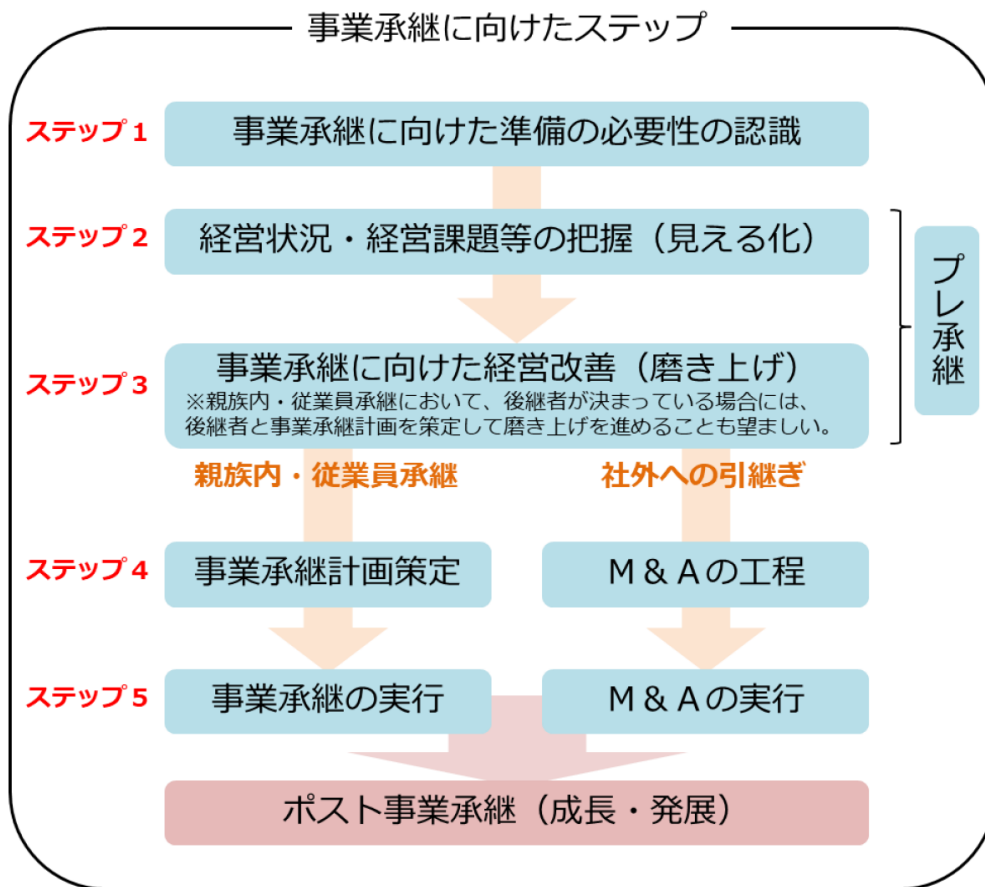 事業承継に向けたステップ
ステップ１
事業承継に向けた準備の必要性の認識
ステップ２
経営状況・経営課題等の把握（見える化）
プレ承継
ステップ３
事業承継に向けた経営改善（磨き上げ）
※親族内・従業員承継において、後継者が決まっている場合には、
後継者と事業承継計画を策定して磨き上げを進めることも望ましい。
親族内・従業員承継
社外への引継ぎ
ステップ４
事業承継計画策定
Ｍ＆Ａの工程
ステップ５
事業承継の実行
Ｍ＆Ａの実行
ポスト事業承継（成長・発展）